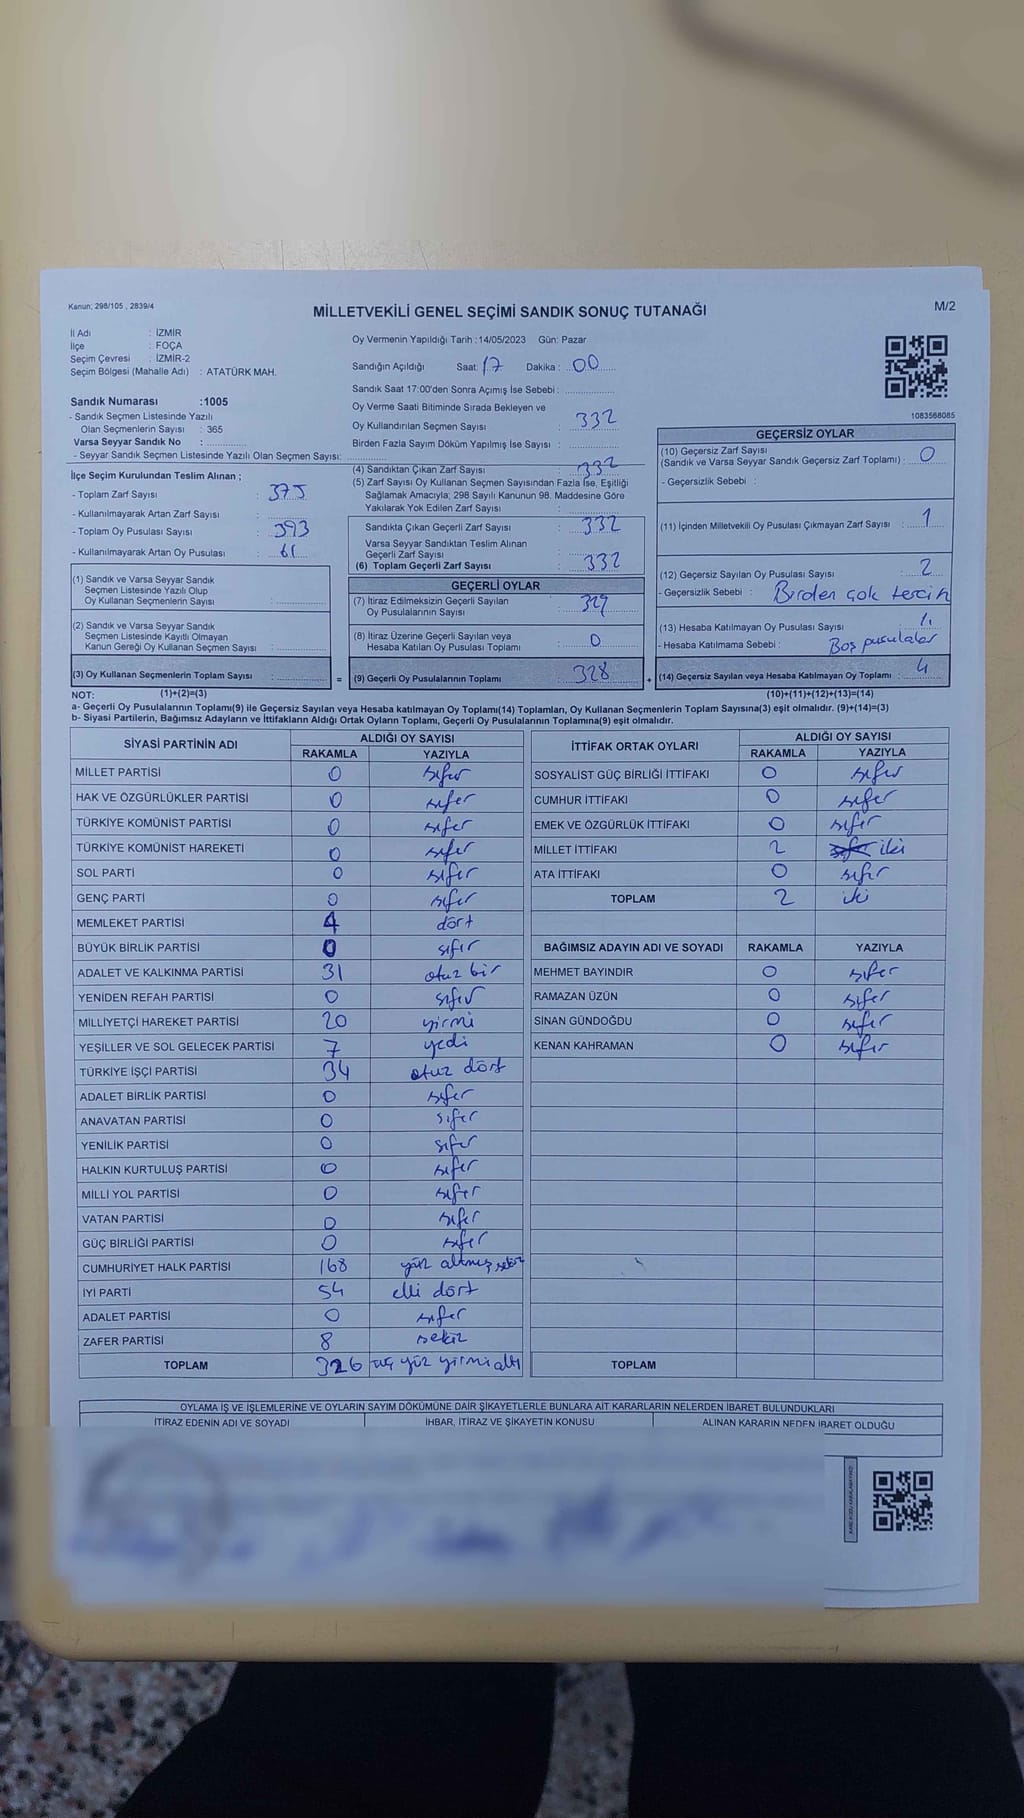 Kanun; 298/105 , 2839/4
MİLLETVEKİLİ GENEL SEÇİMİ SANDIK SONUÇ TUTANAĞI
M/2
İl Adı : İZMİR
İlçe : FOÇA
Seçim Çevresi : İZMİR-2
Seçim Bölgesi (Mahalle Adı) : ATATÜRK MAH.
Sandık Numarası :1005
- Sandık Seçmen Listesinde Yazılı
Olan Seçmenlerin Sayısı : 365
Varsa Seyyar Sandık No : ..............
- Seyyar Sandık Seçmen Listesinde Yazılı Olan Seçmen Sayısı: ..............
Oy Vermenin Yapıldığı Tarih :14/05/2023 Gün: Pazar
Sandığın Açıldığı Saat: 17 Dakika : 00
Sandık Saat 17:00'den Sonra Açımış İse Sebebi : ..............
Oy Verme Saati Bitiminde Sırada Bekleyen ve
Oy Kullandırılan Seçmen Sayısı : 332
Birden Fazla Sayım Döküm Yapılmış İse Sayısı : ..............
1083568085
İlçe Seçim Kurulundan Teslim Alınan ;
- Toplam Zarf Sayısı : 375
- Kullanılmayarak Artan Zarf Sayısı : ..............
- Toplam Oy Pusulası Sayısı : 393
- Kullanılmayarak Artan Oy Pusulası : 61
(4) Sandıktan Çıkan Zarf Sayısı : 332
(5) Zarf Sayısı Oy Kullanan Seçmen Sayısından Fazla İse, Eşitliği
Sağlamak Amacıyla; 298 Sayılı Kanunun 98. Maddesine Göre
Yakılarak Yok Edilen Zarf Sayısı : ..............
Sandıkta Çıkan Geçerli Zarf Sayısı : 332
Varsa Seyyar Sandıktan Teslim Alınan
Geçerli Zarf Sayısı
(6) Toplam Geçerli Zarf Sayısı : 332
GEÇERSİZ OYLAR
(10) Geçersiz Zarf Sayısı
(Sandık ve Varsa Seyyar Sandık Geçersiz Zarf Toplamı) : 0
- Geçersizlik Sebebi :
(11) İçinden Milletvekili Oy Pusulası Çıkmayan Zarf Sayısı : 1
(12) Geçersiz Sayılan Oy Pusulası Sayısı : 2
- Geçersizlik Sebebi : Birden çok tercih
(13) Hesaba Katılmayan Oy Pusulası Sayısı
- Hesaba Katılmama Sebebi : Boş pusulalar
(14) Geçersiz Sayılan veya Hesaba Katılmayan Oy Toplamı : 4
(1) Sandık ve Varsa Seyyar Sandık
Seçmen Listesinde Yazılı Olup
Oy Kullanan Seçmenlerin Sayısı : ..............
(2) Sandık ve Varsa Seyyar Sandık
Seçmen Listesinde Kayıtlı Olmayan
Kanun Gereği Oy Kullanan Seçmen Sayısı : ..............
(3) Oy Kullanan Seçmenlerin Toplam Sayısı : .............. =
GEÇERLİ OYLAR
(7) İtiraz Edilmeksizin Geçerli Sayılan
Oy Pusulalarının Sayısı : 329
(8) İtiraz Üzerine Geçerli Sayılan veya
Hesaba Katılan Oy Pusulası Toplamı : 0
(9) Geçerli Oy Pusulalarının Toplamı : 328 +
NOT: (1)+(2)=(3) (10)+(11)+(12)+(13)=(14)
a- Geçerli Oy Pusulalarının Toplamı(9) ile Geçersiz Sayılan veya Hesaba katılmayan Oy Toplamı(14) Toplamları, Oy Kullanan Seçmenlerin Toplam Sayısına(3) eşit olmalıdır. (9)+(14)=(3)
b- Siyasi Partilerin, Bağımsız Adayların ve İttifakların Aldığı Ortak Oyların Toplamı, Geçerli Oy Pusulalarının Toplamına(9) eşit olmalıdır.
SİYASİ PARTİNİN ADI ALDIĞI OY SAYISI
RAKAMLA YAZIYLA
MİLLET PARTİSİ 0 sıfır
HAK VE ÖZGÜRLÜKLER PARTİSİ 0 sıfır
TÜRKİYE KOMÜNİST PARTİSİ 0 sıfır
TÜRKİYE KOMÜNİST HAREKETİ 0 sıfır
SOL PARTİ 0 sıfır
GENÇ PARTİ 0 sıfır
MEMLEKET PARTİSİ 4 dört
BÜYÜK BİRLİK PARTİSİ 0 sıfır
ADALET VE KALKINMA PARTİSİ 31 otuz bir
YENİDEN REFAH PARTİSİ 0 sıfır
MİLLİYETÇİ HAREKET PARTİSİ 20 yirmi
YEŞİLLER VE SOL GELECEK PARTİSİ 7 yedi
TÜRKİYE İŞÇİ PARTİSİ 34 otuz dört
ADALET BİRLİK PARTİSİ 0 sıfır
ANAVATAN PARTİSİ 0 sıfır
YENİLİK PARTİSİ 0 sıfır
HALKIN KURTULUŞ PARTİSİ 0 sıfır
MİLLİ YOL PARTİSİ 0 sıfır
VATAN PARTİSİ 0 sıfır
GÜÇ BİRLİĞİ PARTİSİ 0 sıfır
CUMHURİYET HALK PARTİSİ 168 yüz altmış sekiz
İYİ PARTİ 54 elli dört
ADALET PARTİSİ 0 sıfır
ZAFER PARTİSİ 8 sekiz
TOPLAM 326 üç yüz yirmi altı
İTTİFAK ORTAK OYLARI ALDIĞI OY SAYISI
RAKAMLA YAZIYLA
SOSYALİST GÜÇ BİRLİĞİ İTTİFAKI 0 sıfır
CUMHUR İTTİFAKI 0 sıfır
EMEK VE ÖZGÜRLÜK İTTİFAKI 0 sıfır
MİLLET İTTİFAKI 2 sıfır iki
ATA İTTİFAKI 0 sıfır
TOPLAM 2 iki
BAĞIMSIZ ADAYIN ADI VE SOYADI RAKAMLA YAZIYLA
MEHMET BAYINDIR 0 sıfır
RAMAZAN ÜZÜN 0 sıfır
SİNAN GÜNDOĞDU 0 sıfır
KENAN KAHRAMAN 0 sıfır
TOPLAM
OYLAMA İŞ VE İŞLEMLERİNE VE OYLARIN SAYIM DÖKÜMÜNE DAİR ŞİKAYETLERLE BUNLARA AİT KARARLARIN NELERDEN İBARET BULUNDUKLARI
İTİRAZ EDENİN ADI VE SOYADI İHBAR, İTİRAZ VE ŞİKAYETİN KONUSU ALINAN KARARIN NEDEN İBARET OLDUĞU